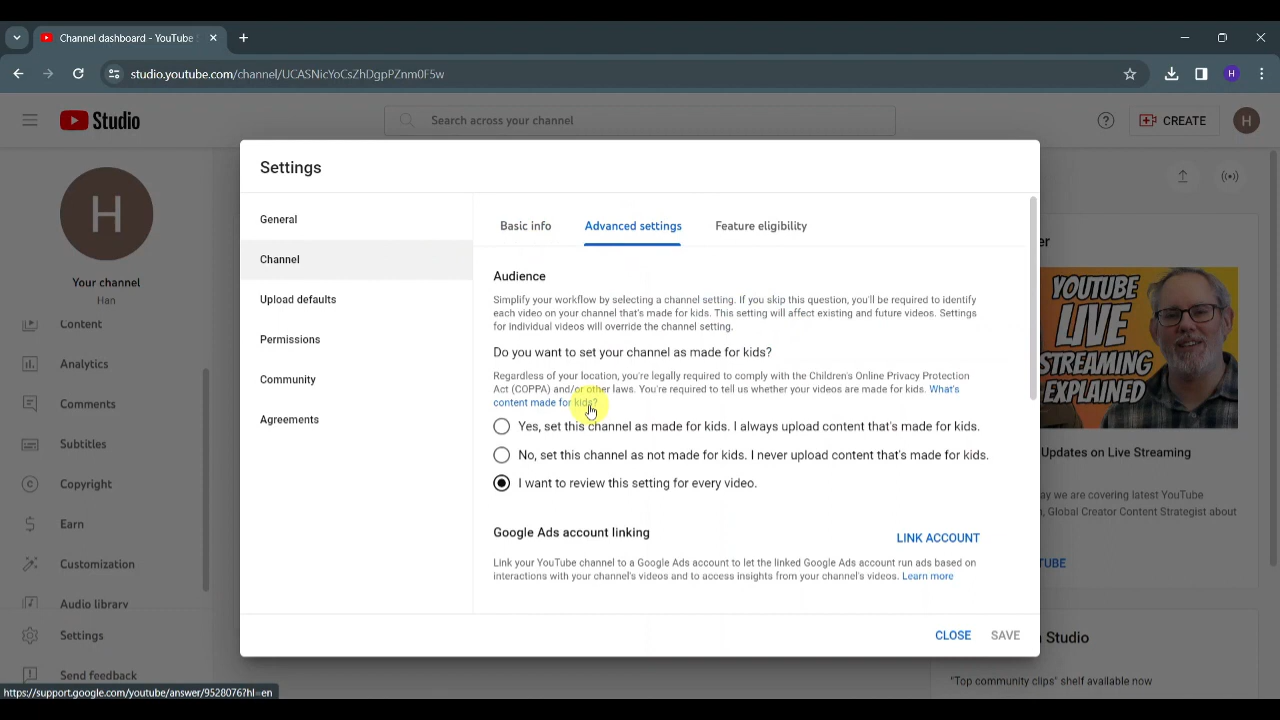 Channel dashboard - YouTube
studio.youtube.com/channel/UCASNicYoCsZhDgpPZnm0F5w
H
Studio
Search across your channel
CREATE
H
Settings
H
Your channel
Han
Content
Analytics
Comments
Subtitles
Copyright
Earn
Customization
Audio library
Settings
Send feedback
General
Channel
Upload defaults
Permissions
Community
Agreements
Basic info
Advanced settings
Feature eligibility
Audience
Simplify your workflow by selecting a channel setting. If you skip this question, you'll be required to identify
each video on your channel that's made for kids. This setting will affect existing and future videos. Settings
for individual videos will override the channel setting.
Do you want to set your channel as made for kids?
Regardless of your location, you're legally required to comply with the Children's Online Privacy Protection
Act (COPPA) and/or other laws. You're required to tell us whether your videos are made for kids. What's
content made for kids?
Yes, set this channel as made for kids. I always upload content that's made for kids.
No, set this channel as not made for kids. I never upload content that's made for kids.
I want to review this setting for every video.
Google Ads account linking
LINK ACCOUNT
Link your YouTube channel to a Google Ads account to let the linked Google Ads account run ads based on
interactions with your channel's videos and to access insights from your channel's videos. Learn more
CLOSE
SAVE
er
YOUTUBE
LIVE
STREAMING
EXPLAINED
Updates on Live Streaming
ay we are covering latest YouTube
, Global Creator Content Strategist about
UBE
Studio
"Top community clips" shelf available now
https://support.google.com/youtube/answer/9528076?hl=en